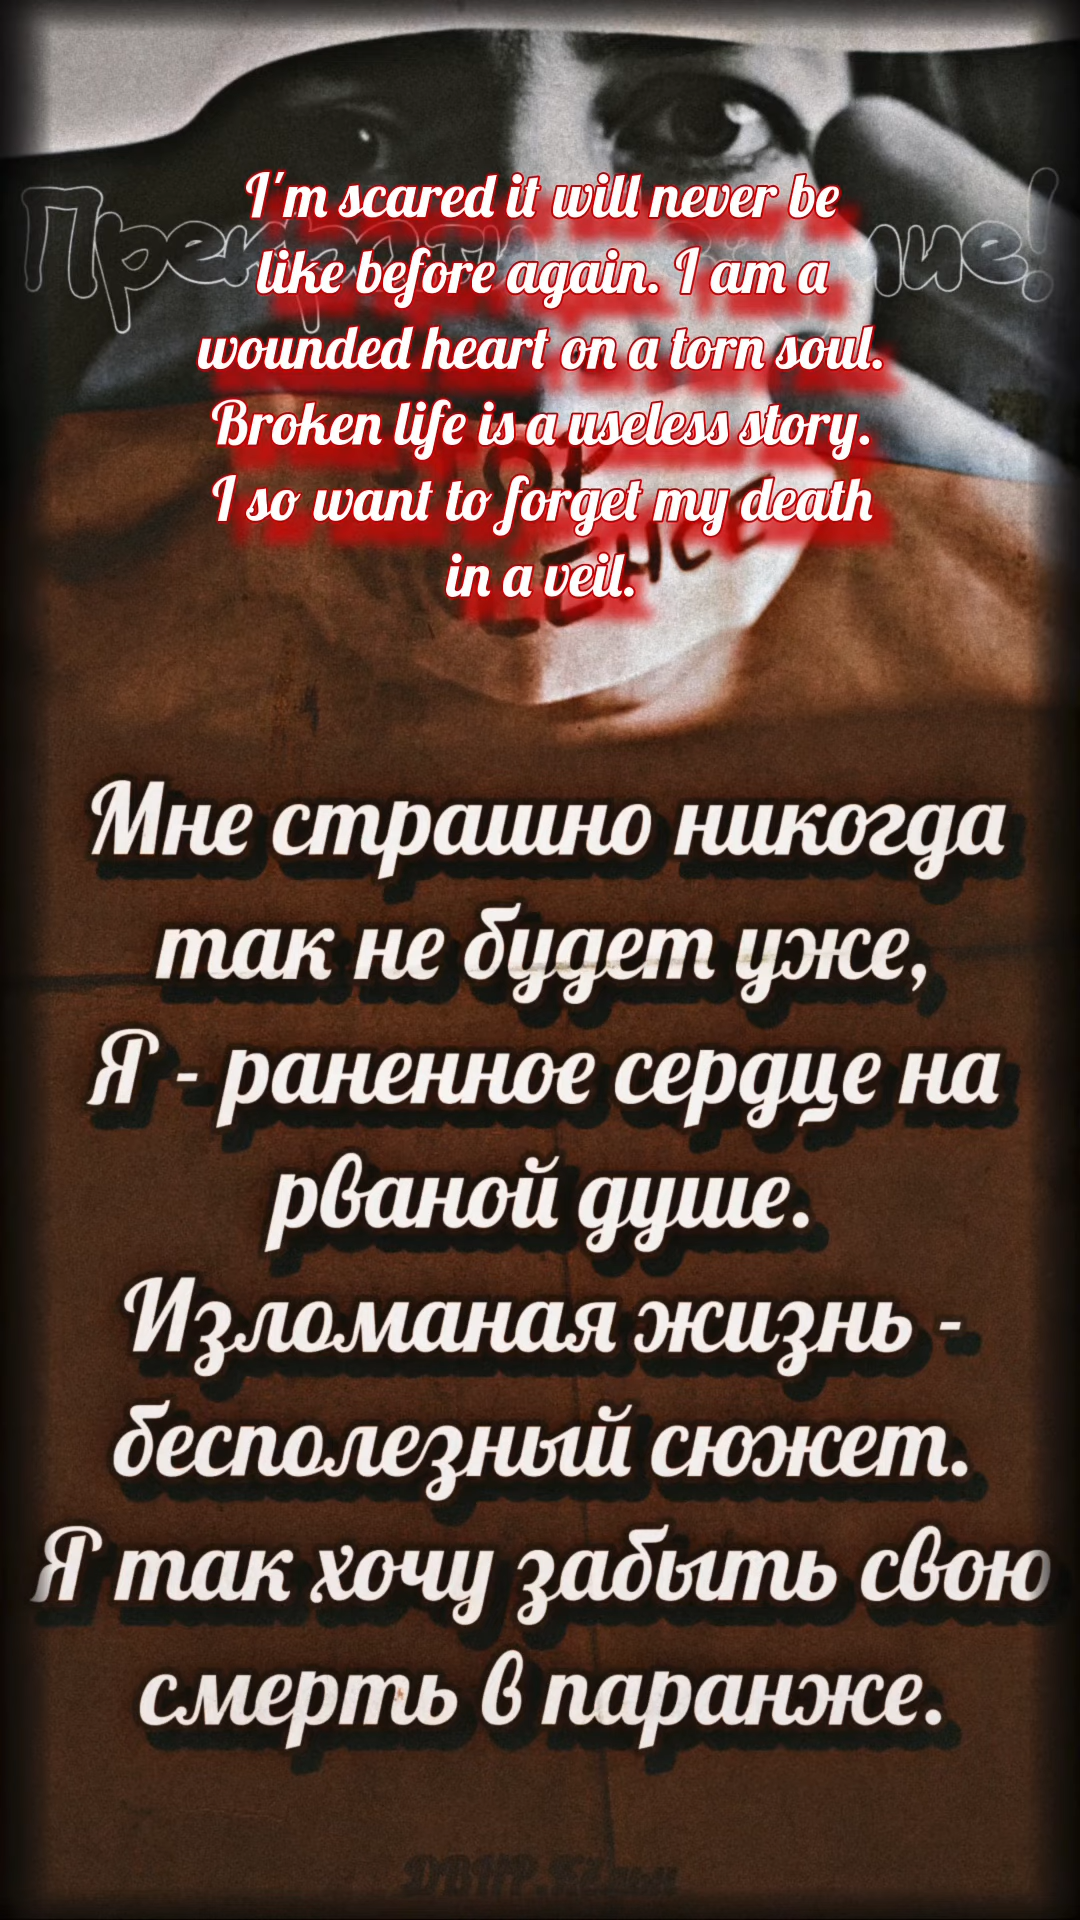 I'm scared it will never be
like before again. I am a
wounded heart on a torn soul.
Broken life is a useless story.
I so want to forget my death
in a veil.
STOP
Мне страшно никогда
так не будет уже,
Я - раненное сердце на
рваной душе.
Изломаная жизнь -
бесполезный сюжет.
Я так хочу забыть свою
смерть в паранже.